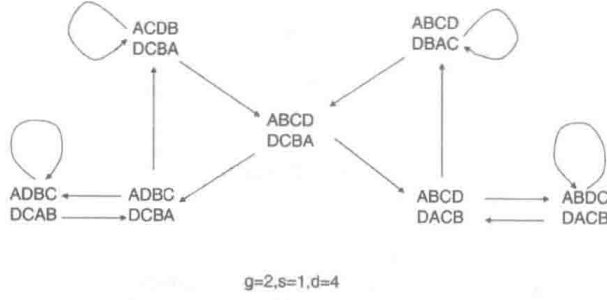 ACDB
DCBA
ABCD
DBAC
ABCD
DCBA
ADBC
DCAB
ADBC
DCBA
ABCD
DACB
ABDC
DACB
g=2,s=1,d=4